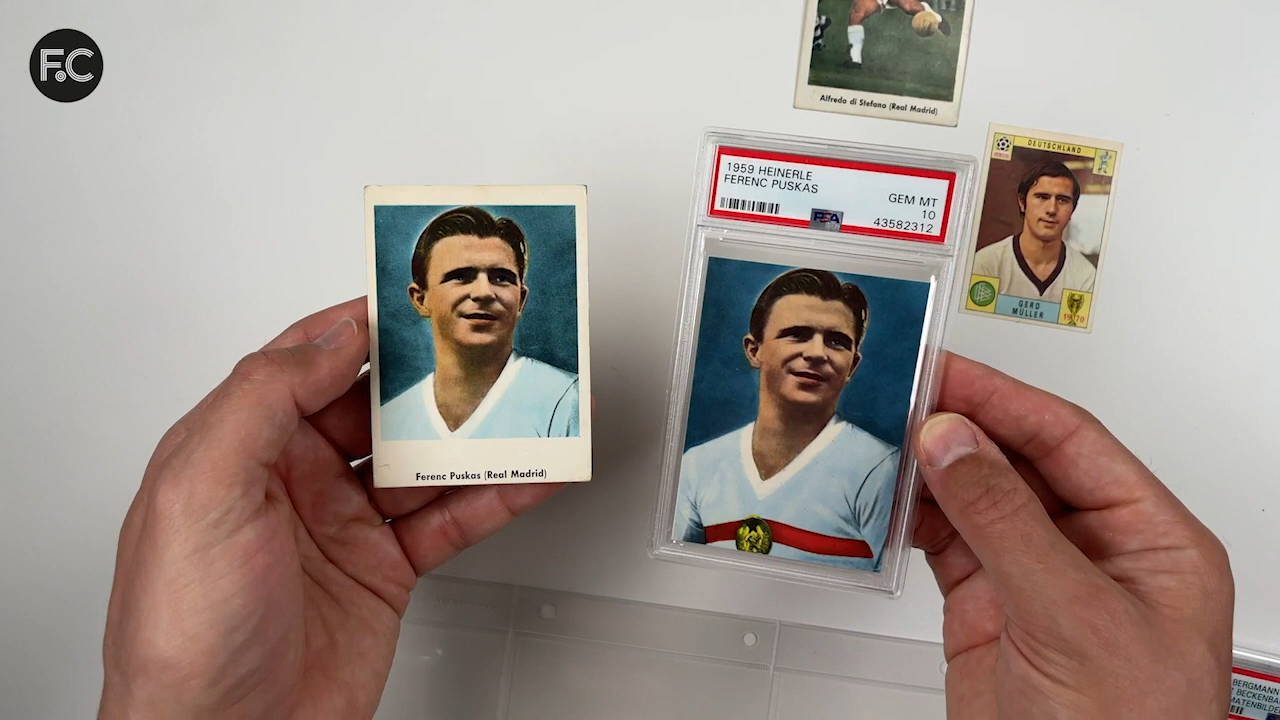 F.C
Alfredo di Stefano (Real Madrid)
1959 HEINERLE
FERENC PUSKAS
GEM MT
10
PSA
43582312
DEUTSCHLAND
GERD
MÜLLER
1970
Ferenc Puskas (Real Madrid)
BERGMANN